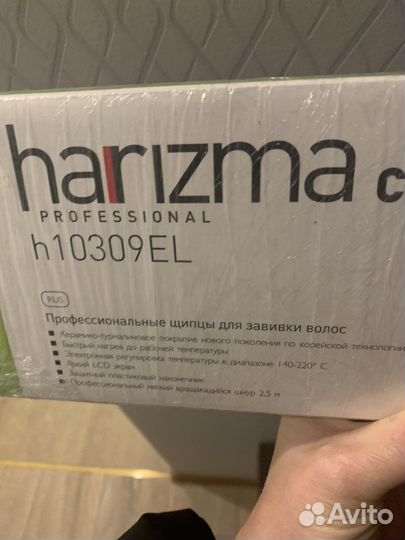 harizma c
PROFESSIONAL
h10309EL
RUS
Профессиональные щипцы для завивки волос
Керамико-турмалиновое покрытие нового поколения по корейской технологии
Быстрый нагрев до рабочей температуры
Электронная регулировка температуры в диапазоне 140-220° C
Яркий LCD экран
Защитный пластиковый наконечник
Профессиональный мягкий вращающийся шнур 2,5 м
Avito